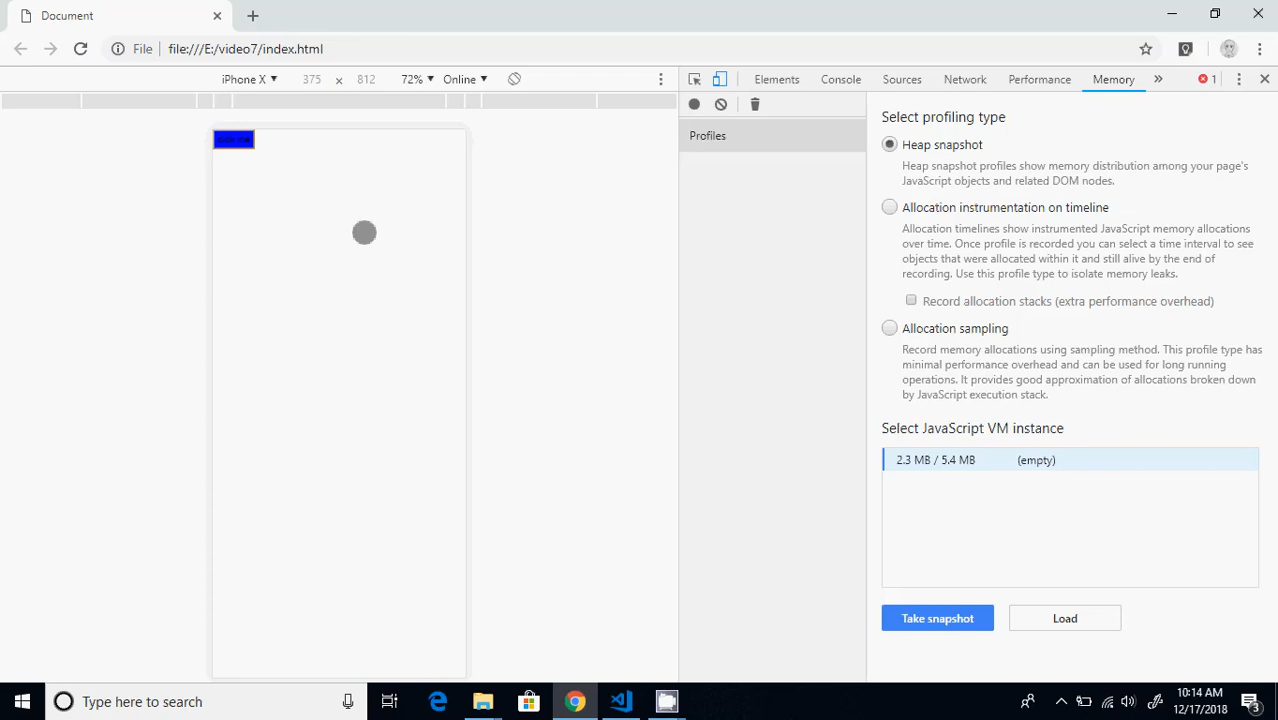 Document
File
file:///E:/video7/index.html
iPhone X
375 × 812
72%
Online
Elements
Console
Sources
Network
Performance
Memory
»
1
Profiles
Select profiling type
Heap snapshot
Heap snapshot profiles show memory distribution among your page's
JavaScript objects and related DOM nodes.
Allocation instrumentation on timeline
Allocation timelines show instrumented JavaScript memory allocations
over time. Once profile is recorded you can select a time interval to see
objects that were allocated within it and still alive by the end of
recording. Use this profile type to isolate memory leaks.
Record allocation stacks (extra performance overhead)
Allocation sampling
Record memory allocations using sampling method. This profile type has
minimal performance overhead and can be used for long running
operations. It provides good approximation of allocations broken down
by JavaScript execution stack.
Select JavaScript VM instance
2.3 MB / 5.4 MB (empty)
Take snapshot
Load
Type here to search
10:14 AM
12/17/2018
3